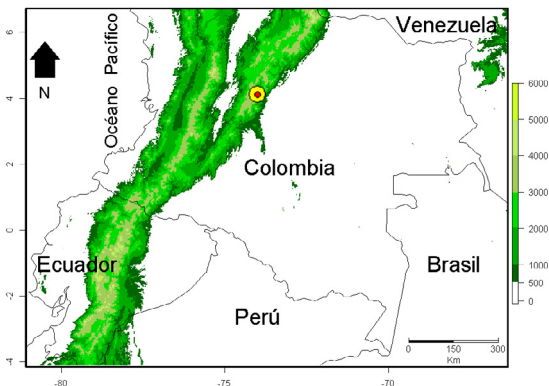 Venezuela
Océano Pacífico
N
Colombia
Ecuador
Brasil
Perú
0 150 300
Km
6
4
2
0
-2
-4
-80 -75 -70
6000
5000
4000
3000
2000
1000
500
0